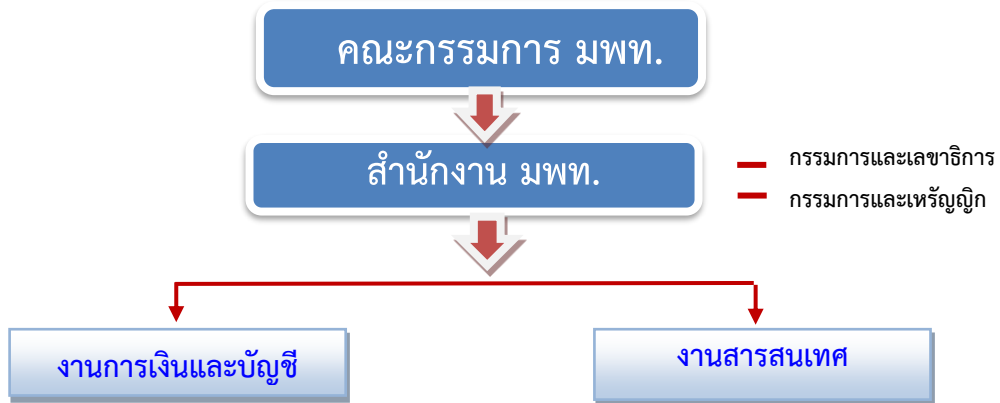 คณะกรรมการ มพท.
สำนักงาน มพท.
กรรมการและเลขาธิการ
กรรมการและเหรัญญิก
งานการเงินและบัญชี
งานสารสนเทศ